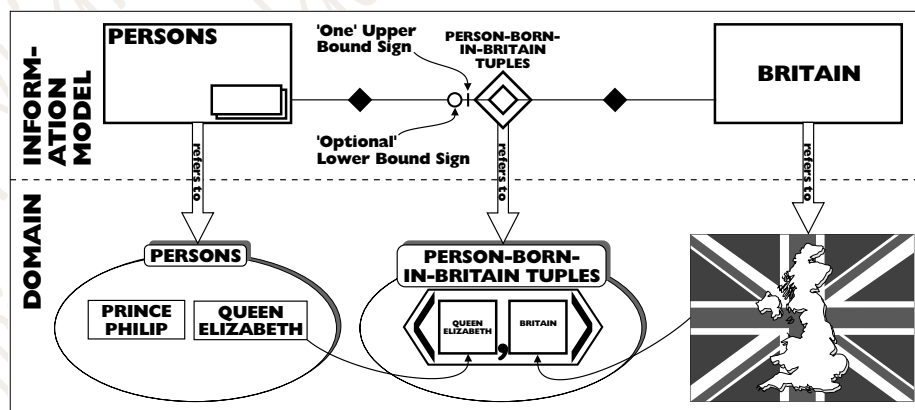 INFORM-
ATION
MODEL
PERSONS
'One' Upper
Bound Sign
PERSON-BORN-
IN-BRITAIN
TUPLES
BRITAIN
'Optional'
Lower Bound Sign
refers to
refers to
refers to
DOMAIN
PERSONS
PRINCE
PHILIP
QUEEN
ELIZABETH
PERSON-BORN-
IN-BRITAIN TUPLES
QUEEN
ELIZABETH
,
BRITAIN